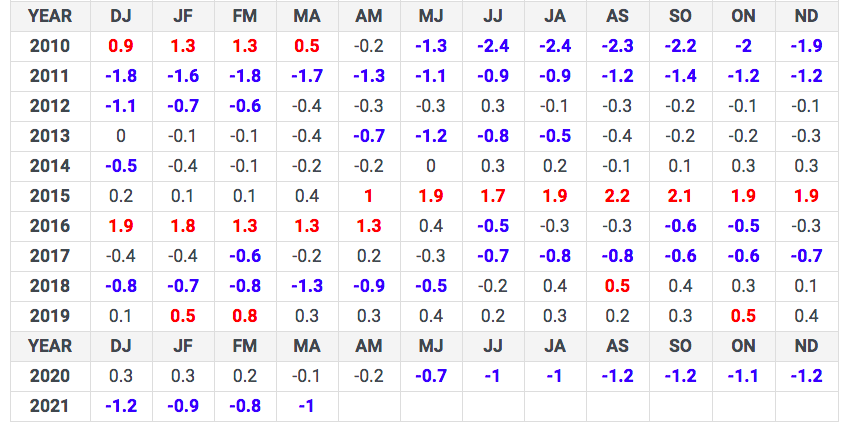 YEAR DJ JF FM MA AM MJ JJ JA AS SO ON ND
2010 0.9 1.3 1.3 0.5 -0.2 -1.3 -2.4 -2.4 -2.3 -2.2 -2 -1.9
2011 -1.8 -1.6 -1.8 -1.7 -1.3 -1.1 -0.9 -0.9 -1.2 -1.4 -1.2 -1.2
2012 -1.1 -0.7 -0.6 -0.4 -0.3 -0.3 0.3 -0.1 -0.3 -0.2 -0.1 -0.1
2013 0 -0.1 -0.1 -0.4 -0.7 -1.2 -0.8 -0.5 -0.4 -0.2 -0.2 -0.3
2014 -0.5 -0.4 -0.1 -0.2 -0.2 0 0.3 0.2 -0.1 0.1 0.3 0.3
2015 0.2 0.1 0.1 0.4 1 1.9 1.7 1.9 2.2 2.1 1.9 1.9
2016 1.9 1.8 1.3 1.3 1.3 0.4 -0.5 -0.3 -0.3 -0.6 -0.5 -0.3
2017 -0.4 -0.4 -0.6 -0.2 0.2 -0.3 -0.7 -0.8 -0.8 -0.6 -0.6 -0.7
2018 -0.8 -0.7 -0.8 -1.3 -0.9 -0.5 -0.2 0.4 0.5 0.4 0.3 0.1
2019 0.1 0.5 0.8 0.3 0.3 0.4 0.2 0.3 0.2 0.3 0.5 0.4
YEAR DJ JF FM MA AM MJ JJ JA AS SO ON ND
2020 0.3 0.3 0.2 -0.1 -0.2 -0.7 -1 -1 -1.2 -1.2 -1.1 -1.2
2021 -1.2 -0.9 -0.8 -1